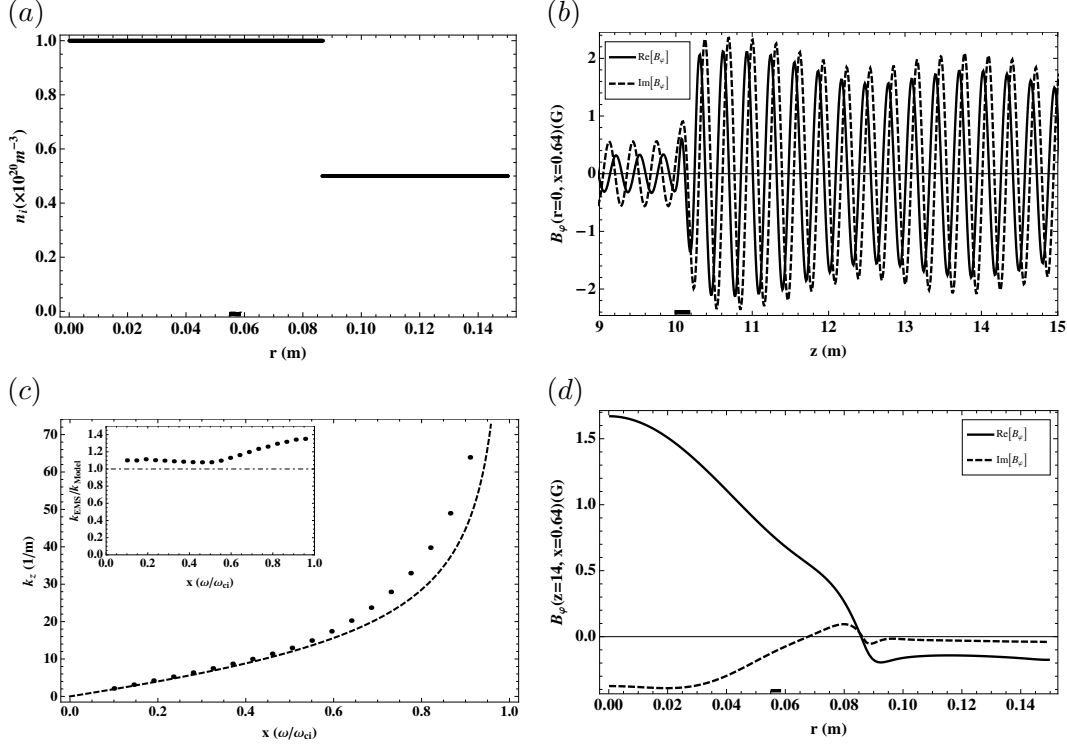 (a)
n_i(×10^20 m^−3)
1.0
0.8
0.6
0.4
0.2
0.0
0.00 0.02 0.04 0.06 0.08 0.10 0.12 0.14
r (m)
(b)
B_φ(r=0, x=0.64)(G)
2
1
0
−1
−2
Re[B_φ]
Im[B_φ]
9 10 11 12 13 14 15
z (m)
(c)
k_z (1/m)
70
60
50
40
30
20
10
0
k_EMS/k_Model
1.4
1.2
1.0
0.8
0.6
0.4
0.2
0.0
0.0 0.2 0.4 0.6 0.8 1.0
x (ω/ω_ci)
0.0 0.2 0.4 0.6 0.8 1.0
x (ω/ω_ci)
(d)
B_φ(z=14, x=0.64)(G)
1.5
1.0
0.5
0.0
Re[B_φ]
Im[B_φ]
0.00 0.02 0.04 0.06 0.08 0.10 0.12 0.14
r (m)